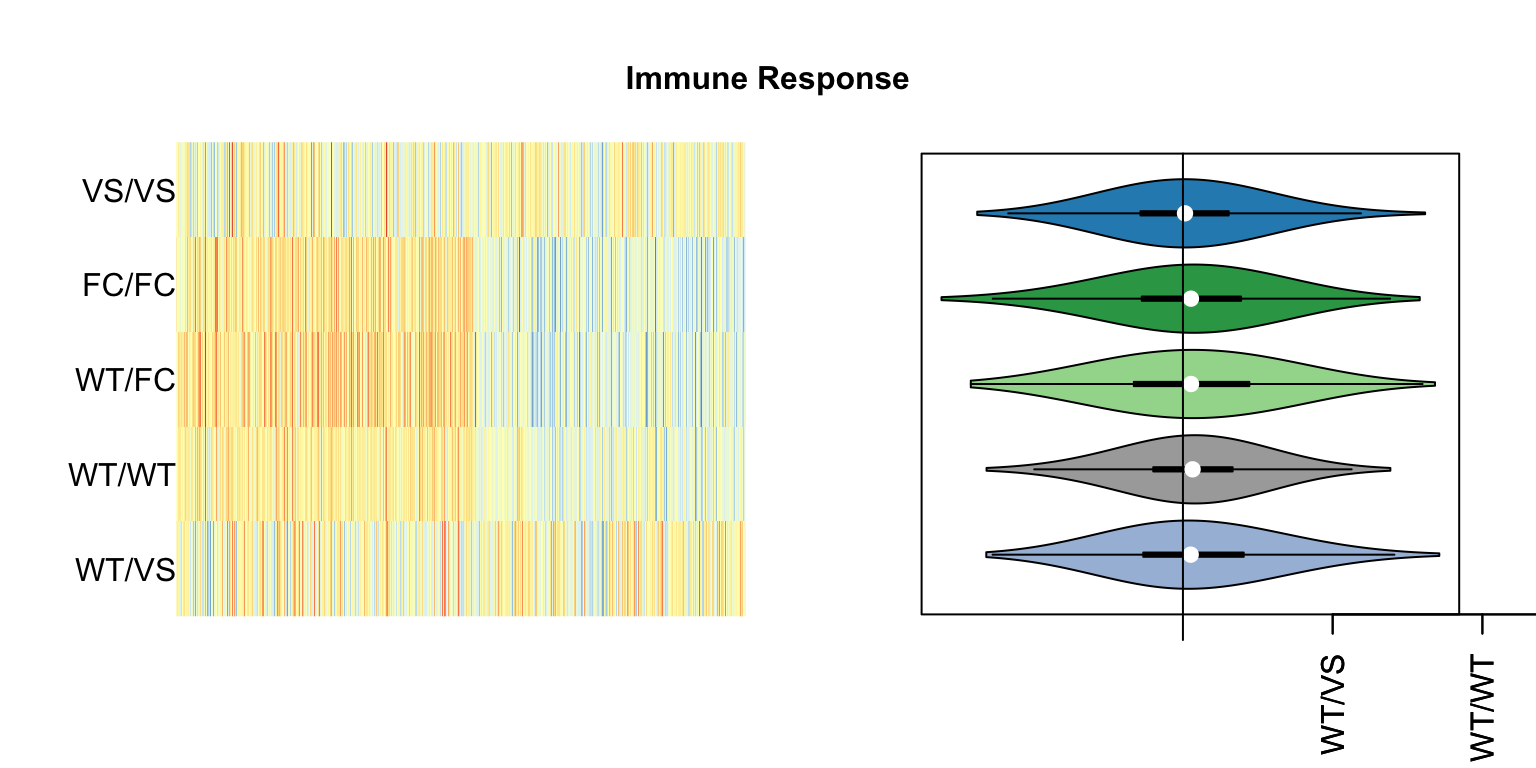 Immune Response
VS/VS
FC/FC
WT/FC
WT/WT
WT/VS
WT/VS
WT/WT